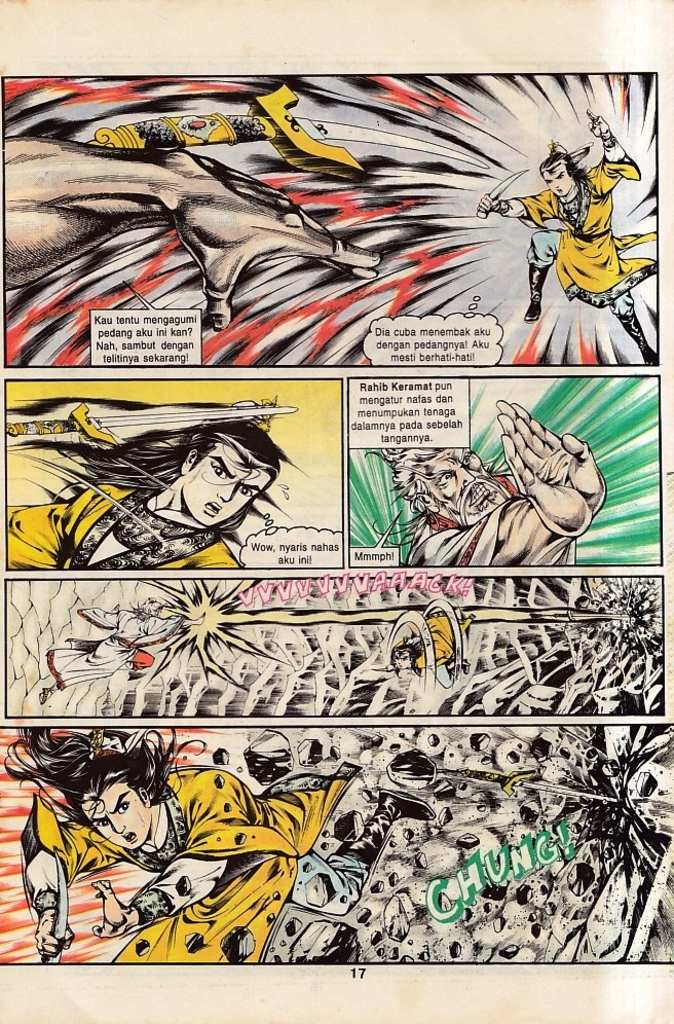 Kau tentu mengagumi
pedang aku ini kan?
Nah, sambut dengan
telitinya sekarang!
Dia cuba menembak aku
dengan pedangnya! Aku
mesti berhati-hati!
Wow, nyaris nahas
aku ini!
Rahib Keramat pun
mengatur nafas dan
menumpukan tenaga
dalamnya pada sebelah
tangannya.
Mmmph!
VVVVVVVAAAACK!!
CHUNG!
17